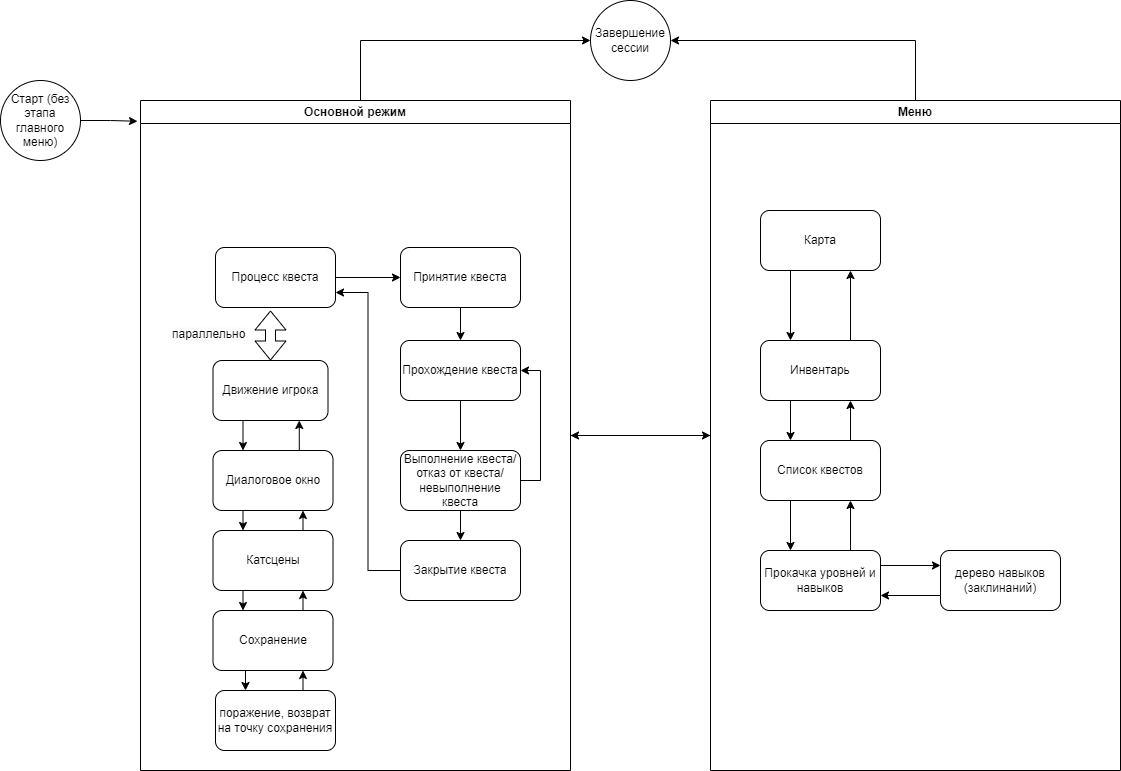 Завершение
сессии
Старт (без
этапа
главного
меню)
Основной режим
Процесс квеста
Принятие квеста
параллельно
Прохождение квеста
Движение игрока
Выполнение квеста/
отказ от квеста/
невыполнение
квеста
Диалоговое окно
Катсцены
Закрытие квеста
Сохранение
поражение, возврат
на точку сохранения
Меню
Карта
Инвентарь
Список квестов
Прокачка уровней и
навыков
дерево навыков
(заклинаний)